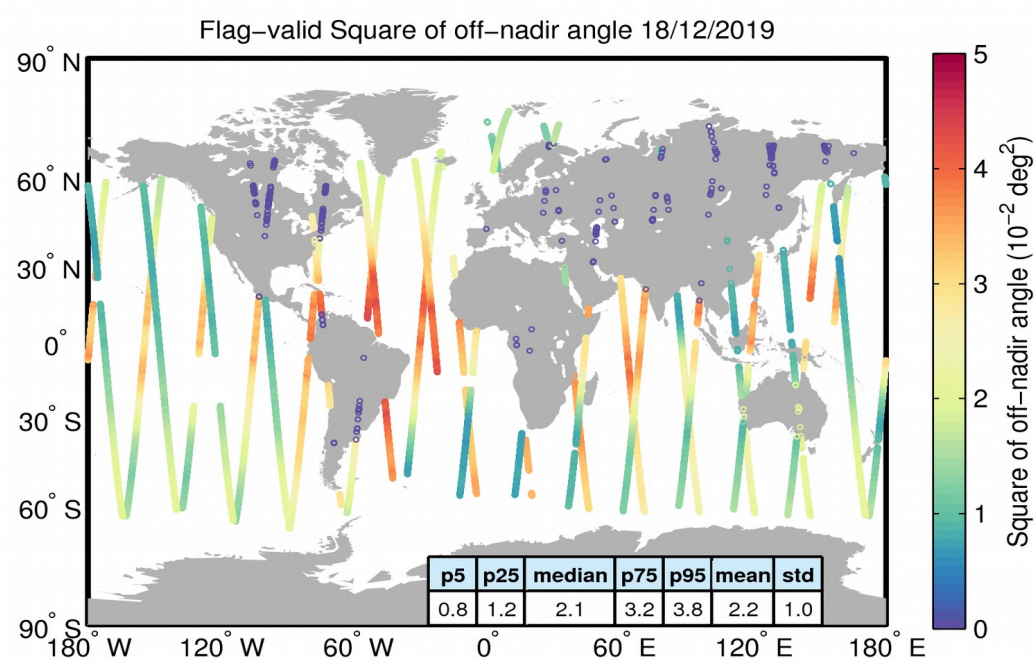 Flag−valid Square of off−nadir angle 18/12/2019
90° N
60° N
30° N
0°
30° S
60° S
90° S
180° W
120° W
60° W
0°
60° E
120° E
180° E
p5 p25 median p75 p95 mean std
0.8 1.2 2.1 3.2 3.8 2.2 1.0
5
4
3
2
1
0
Square of off−nadir angle (10−2 deg2)